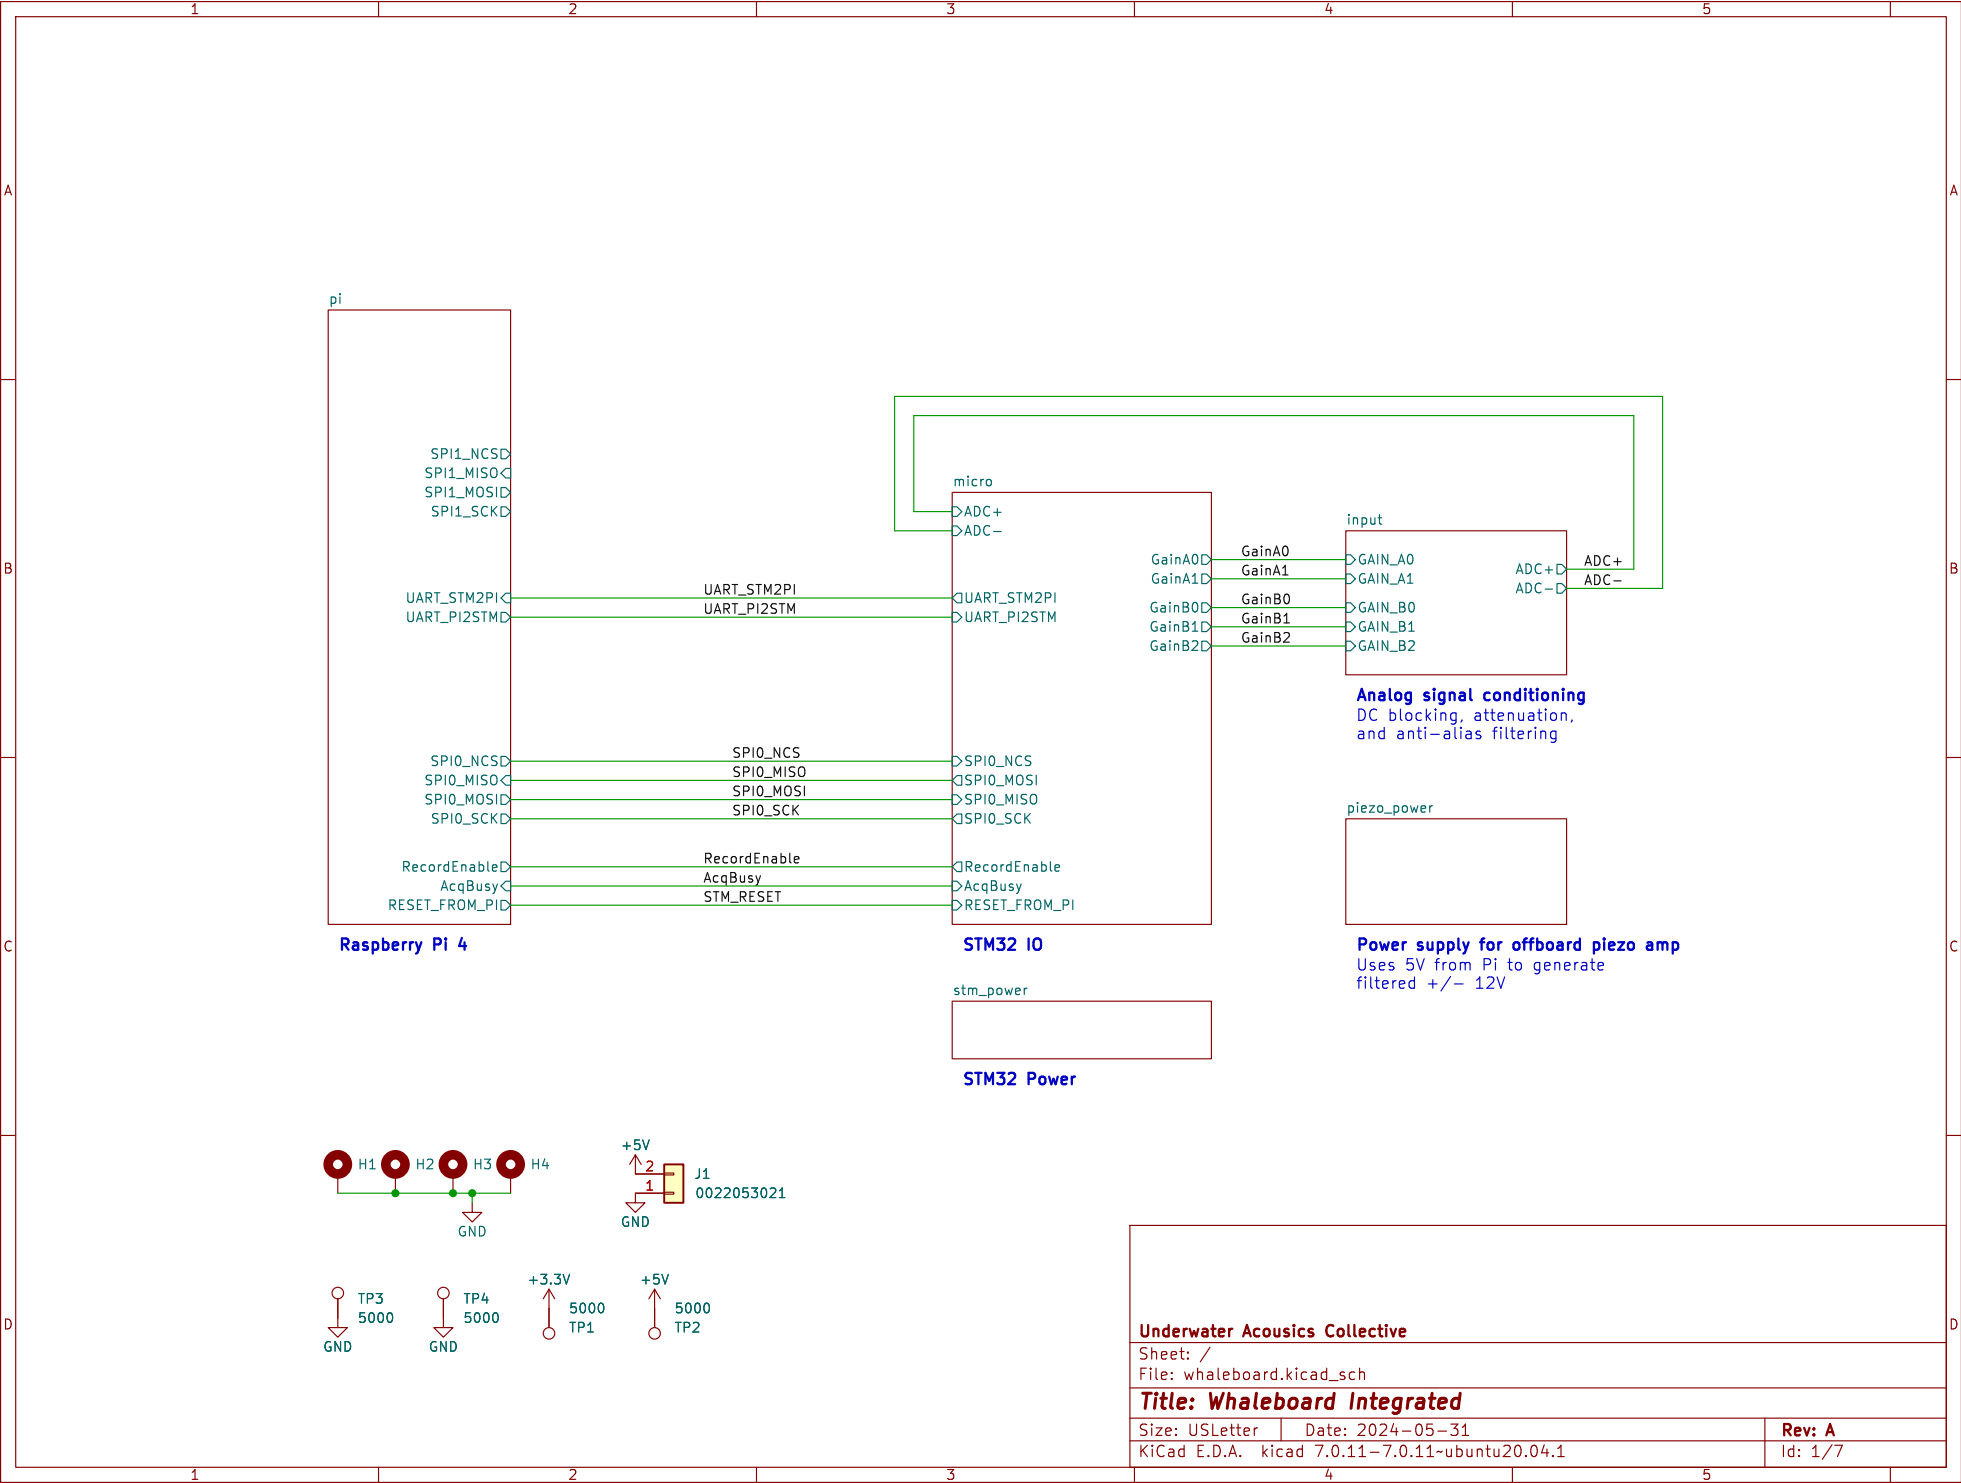 1 2 3 4 5
A A
B B
C C
D D
pi
SPI1_NCS
SPI1_MISO
SPI1_MOSI
SPI1_SCK
UART_STM2PI
UART_PI2STM
SPI0_NCS
SPI0_MISO
SPI0_MOSI
SPI0_SCK
RecordEnable
AcqBusy
RESET_FROM_PI
Raspberry Pi 4
UART_STM2PI
UART_PI2STM
SPI0_NCS
SPI0_MISO
SPI0_MOSI
SPI0_SCK
RecordEnable
AcqBusy
STM_RESET
micro
ADC+
ADC-
UART_STM2PI
UART_PI2STM
SPI0_NCS
SPI0_MOSI
SPI0_MISO
SPI0_SCK
RecordEnable
AcqBusy
RESET_FROM_PI
GainA0
GainA1
GainB0
GainB1
GainB2
STM32 IO
GainA0
GainA1
GainB0
GainB1
GainB2
input
GAIN_A0
GAIN_A1
GAIN_B0
GAIN_B1
GAIN_B2
ADC+
ADC-
ADC+
ADC-
Analog signal conditioning
DC blocking, attenuation,
and anti-alias filtering
piezo_power
Power supply for offboard piezo amp
Uses 5V from Pi to generate
filtered +/- 12V
stm_power
STM32 Power
H1 H2 H3 H4
GND
+5V
2
1
J1
0022053021
GND
TP3
5000
GND
TP4
5000
GND
+3.3V
5000
TP1
+5V
5000
TP2
Underwater Acousics Collective
Sheet: /
File: whaleboard.kicad_sch
Title: Whaleboard Integrated
Size: USLetter Date: 2024-05-31 Rev: A
KiCad E.D.A. kicad 7.0.11-7.0.11~ubuntu20.04.1 Id: 1/7
1 2 3 4 5